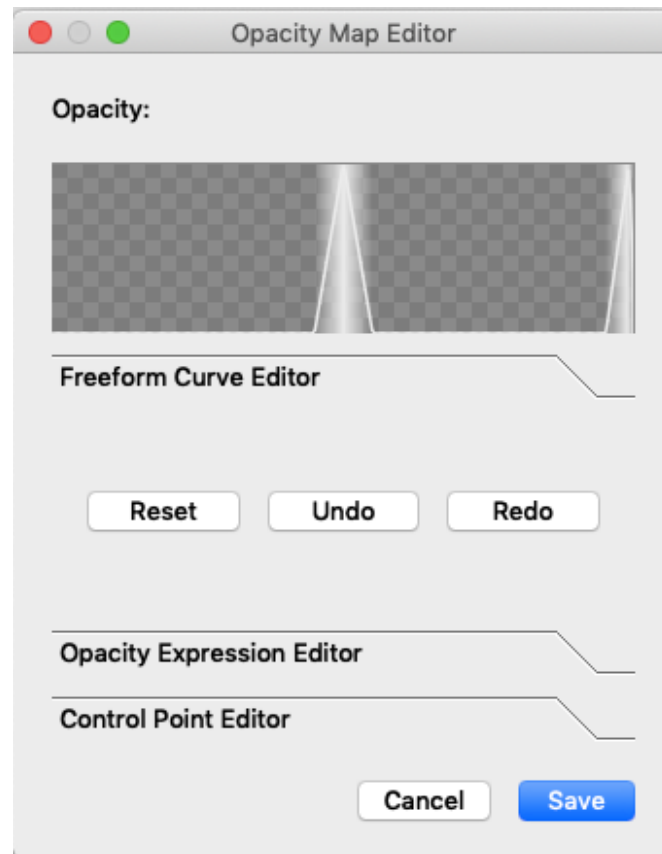 Opacity Map Editor
Opacity:
Freeform Curve Editor
Reset Undo Redo
Opacity Expression Editor
Control Point Editor
Cancel Save